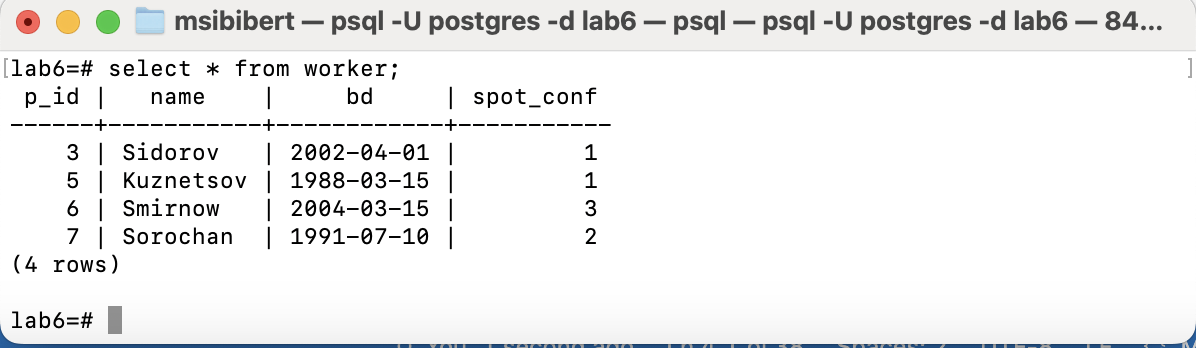 msibibert — psql -U postgres -d lab6 — psql — psql -U postgres -d lab6 — 84...
[lab6=# select * from worker; ]
 p_id |   name    |     bd     | spot_conf
------+-----------+------------+-----------
    3 | Sidorov   | 2002-04-01 |         1
    5 | Kuznetsov | 1988-03-15 |         1
    6 | Smirnow   | 2004-03-15 |         3
    7 | Sorochan  | 1991-07-10 |         2
(4 rows)
lab6=#